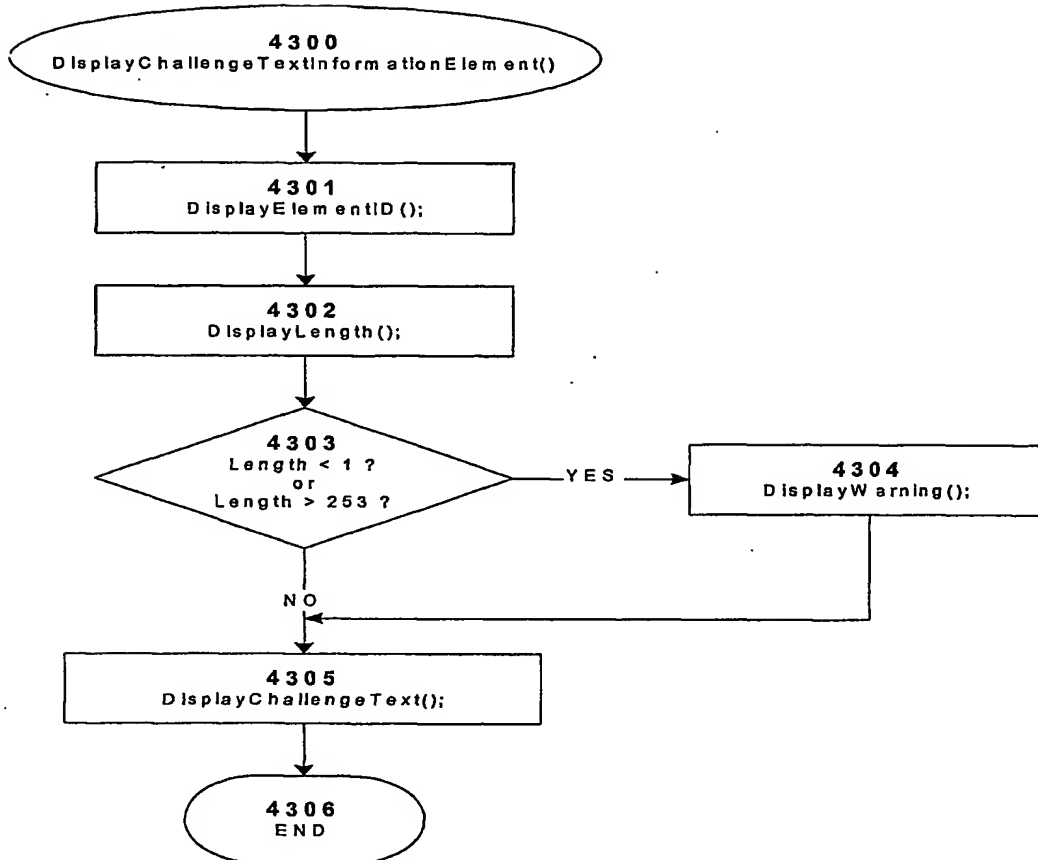 4300
DisplayChallengeTextInformationElement()
4301
DisplayElementID();
4302
DisplayLength();
4303
Length < 1 ?
or
Length > 253 ?
YES
4304
DisplayWarning();
NO
4305
DisplayChallengeText();
4306
END